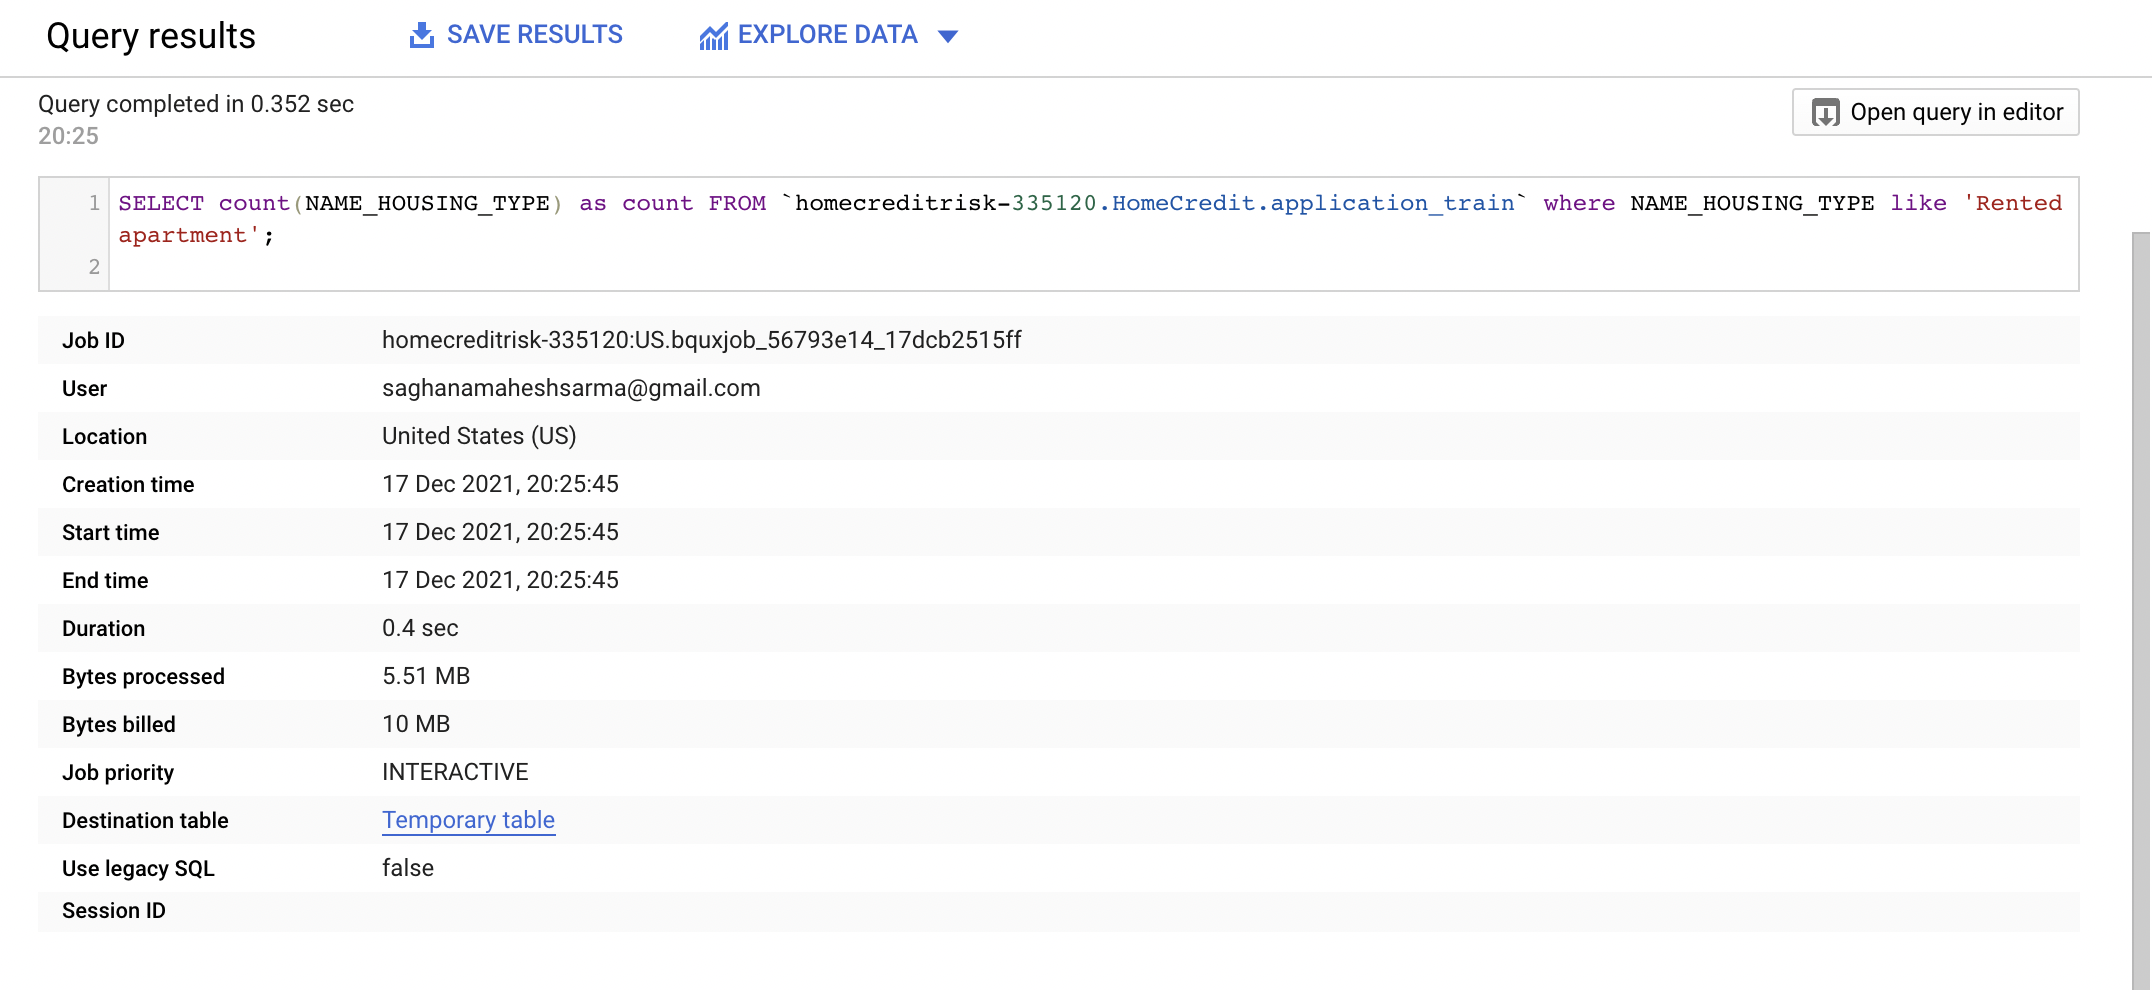 Query results SAVE RESULTS EXPLORE DATA
Query completed in 0.352 sec
20:25
Open query in editor
1 SELECT count(NAME_HOUSING_TYPE) as count FROM `homecreditrisk-335120.HomeCredit.application_train` where NAME_HOUSING_TYPE like 'Rented
apartment';
2
Job ID homecreditrisk-335120:US.bquxjob_56793e14_17dcb2515ff
User saghanamaheshsarma@gmail.com
Location United States (US)
Creation time 17 Dec 2021, 20:25:45
Start time 17 Dec 2021, 20:25:45
End time 17 Dec 2021, 20:25:45
Duration 0.4 sec
Bytes processed 5.51 MB
Bytes billed 10 MB
Job priority INTERACTIVE
Destination table Temporary table
Use legacy SQL false
Session ID